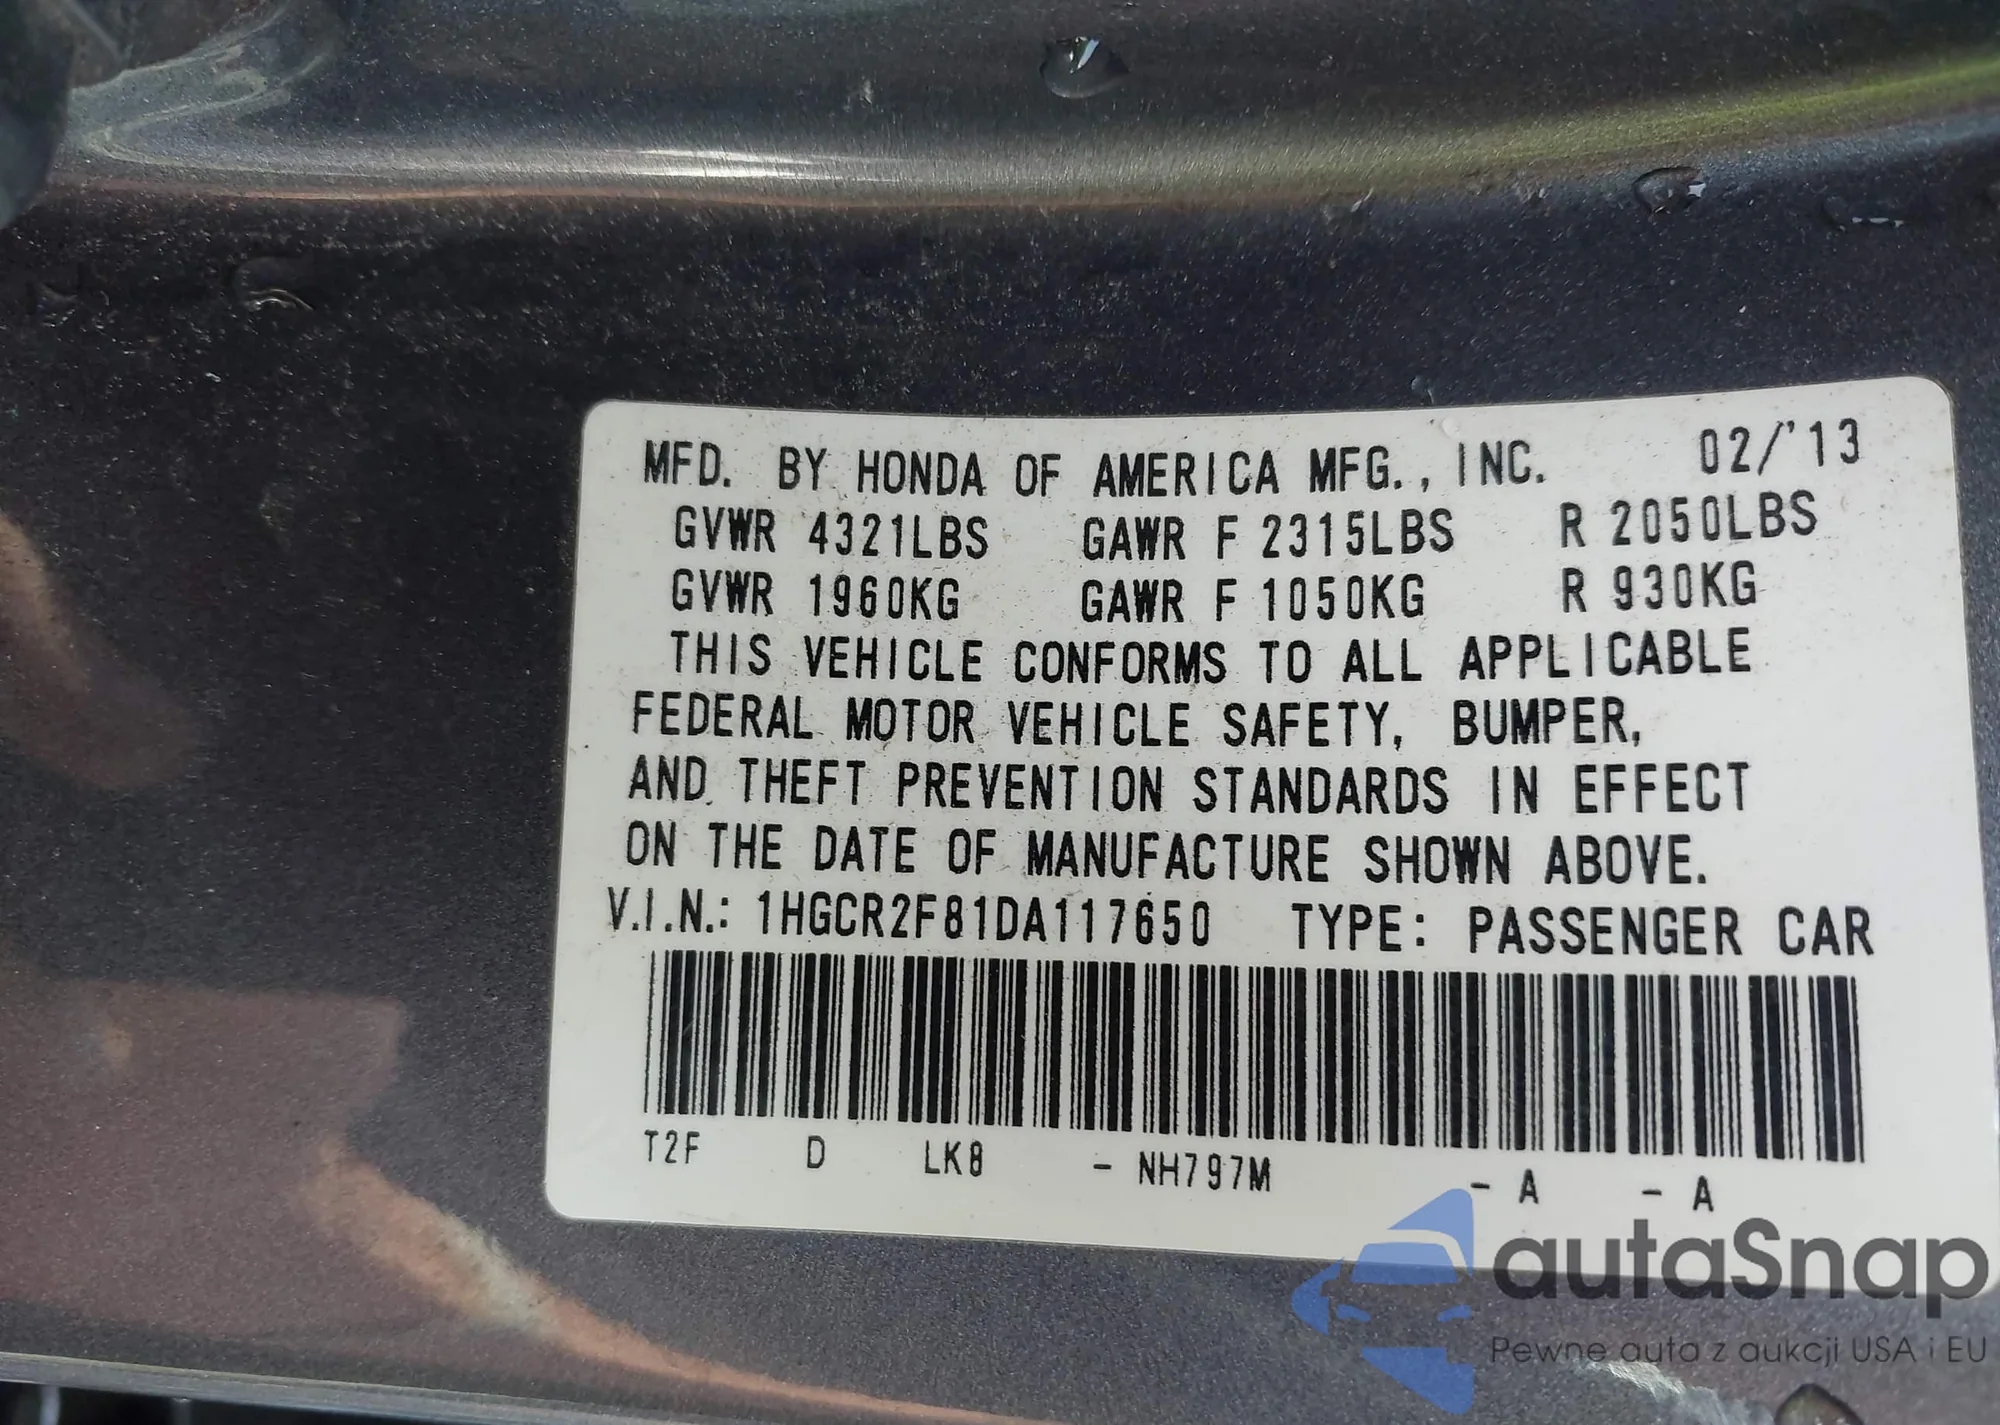 MFD. BY HONDA OF AMERICA MFG., INC. 02/'13
GVWR 4321LBS GAWR F 2315LBS R 2050LBS
GVWR 1960KG GAWR F 1050KG R 930KG
THIS VEHICLE CONFORMS TO ALL APPLICABLE
FEDERAL MOTOR VEHICLE SAFETY, BUMPER,
AND THEFT PREVENTION STANDARDS IN EFFECT
ON THE DATE OF MANUFACTURE SHOWN ABOVE.
V.I.N.: 1HGCR2F81DA117650 TYPE: PASSENGER CAR
T2F D LK8 - NH797M - A - A
autaSnap
Pewne auta z aukcji USA i EU